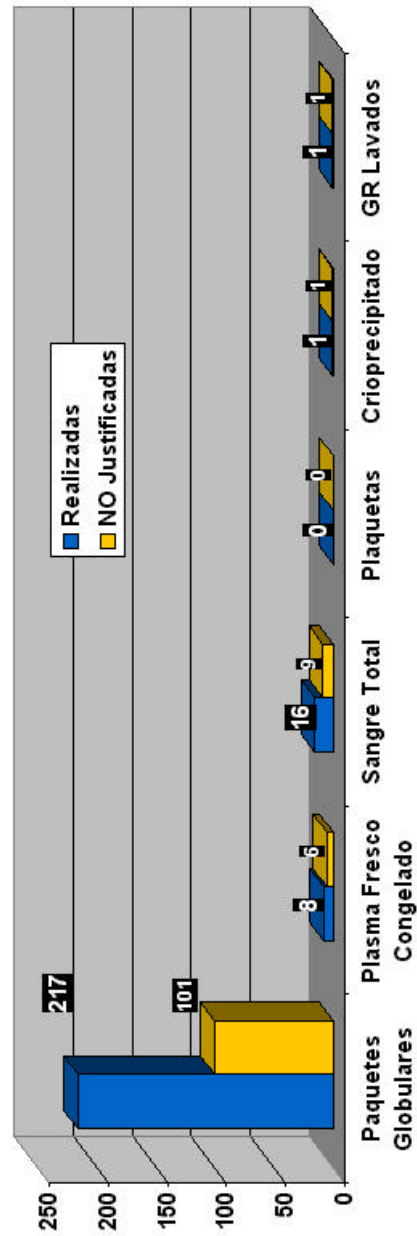 Realizadas
NO Justificadas
250
200
150
100
50
0
217
101
8
6
16
9
0
0
1
1
1
1
Paquetes
Globulares
Plasma Fresco
Congelado
Sangre Total
Plaquetas
Crioprecipitado
GR Lavados